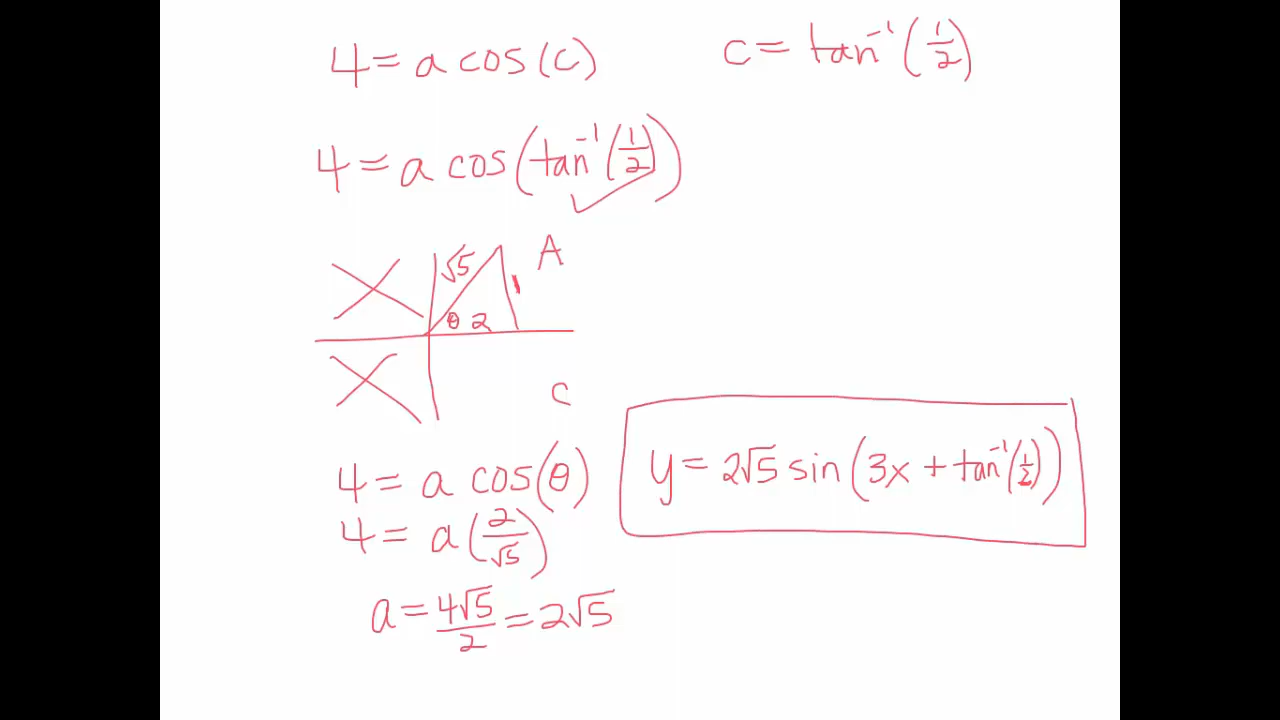 4 = a cos(c)
c = tan⁻¹(1/2)
4 = a cos(tan⁻¹(1/2))
A
√5
1
θ 2
C
4 = a cos(θ)
4 = a(2/√5)
a = 4√5/2 = 2√5
y = 2√5 sin(3x + tan⁻¹(1/2))